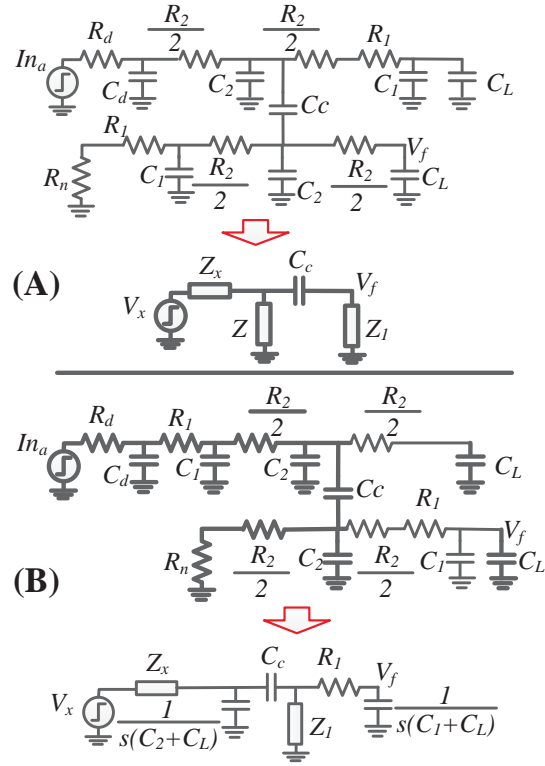 R_d R_2/2 R_2/2 R_1
In_a
C_d C_2 C_1 C_L
Cc
R_1 V_f
R_n C_1 R_2/2 C_2 R_2/2 C_L
(A)
Z_x C_c V_f
V_x Z Z_1
R_d R_1 R_2/2 R_2/2
In_a
C_d C_1 C_2 C_L
Cc
R_1 V_f
R_n R_2/2 C_2 R_2/2 C_1 C_L
(B)
Z_x C_c R_1 V_f
V_x 1/s(C_2+C_L) Z_1 1/s(C_1+C_L)